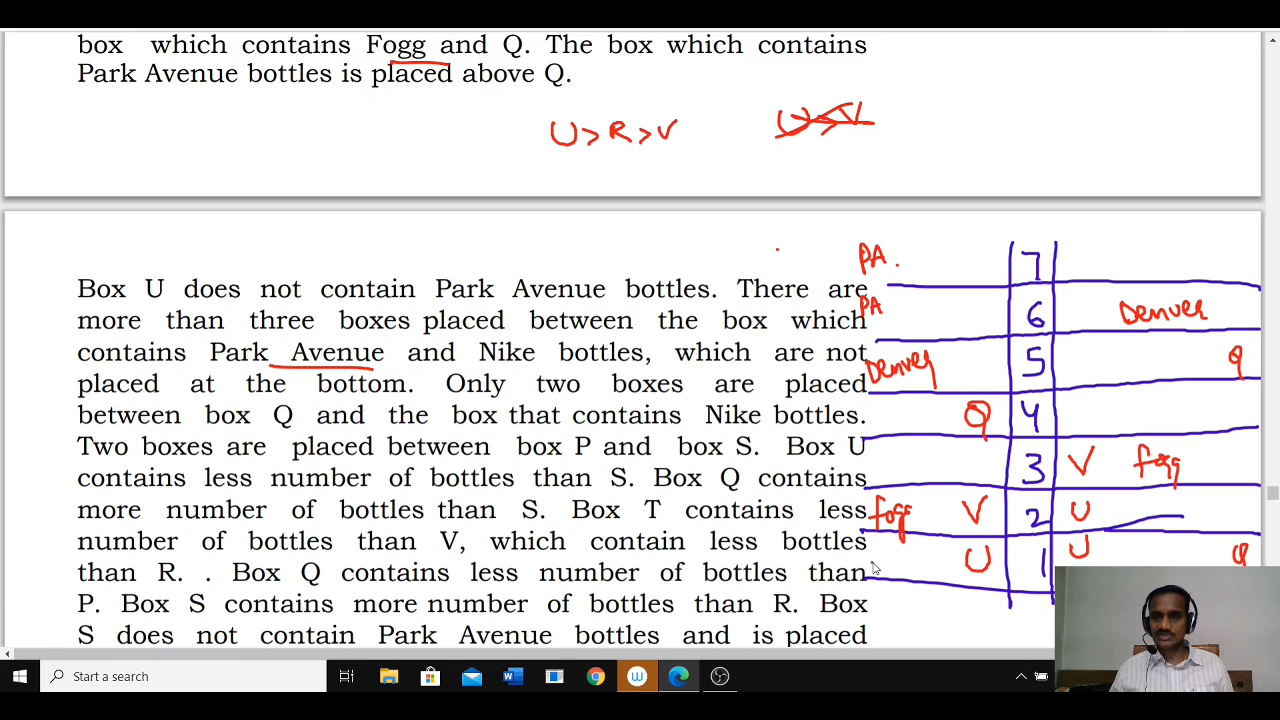 box which contains Fogg and Q. The box which contains
Park Avenue bottles is placed above Q.
U > R > V
U > V
Box U does not contain Park Avenue bottles. There are
more than three boxes placed between the box which
contains Park Avenue and Nike bottles, which are not
placed at the bottom. Only two boxes are placed
between box Q and the box that contains Nike bottles.
Two boxes are placed between box P and box S. Box U
contains less number of bottles than S. Box Q contains
more number of bottles than S. Box T contains less
number of bottles than V, which contain less bottles
than R. . Box Q contains less number of bottles than
P. Box S contains more number of bottles than R. Box
S does not contain Park Avenue bottles and is placed
PA. 7
PA 6 Denver
Denver 5 Q
Q 4
3 V Fogg
Fogg V 2 U
U 1 U Q
Start a search